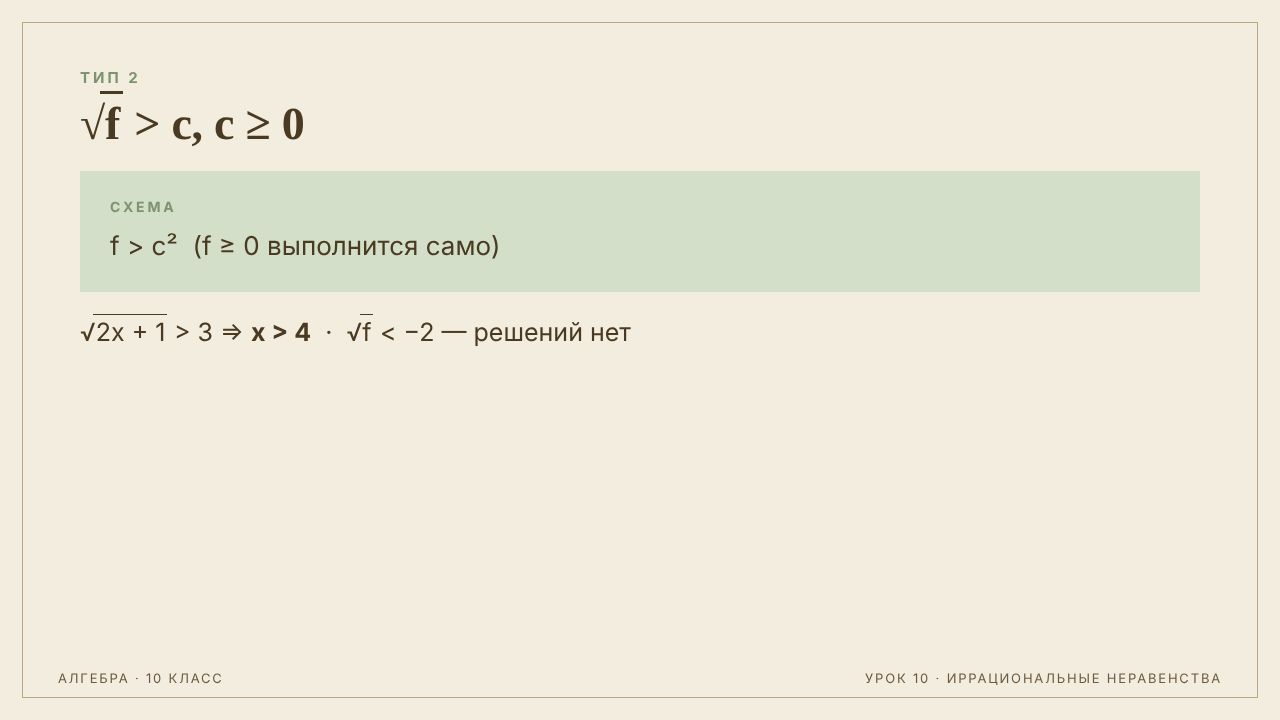 ТИП 2
√f > c, c ≥ 0
СХЕМА
f > c² (f ≥ 0 выполнится само)
√2x + 1 > 3 ⇒ x > 4 · √f < −2 — решений нет
АЛГЕБРА · 10 КЛАСС
УРОК 10 · ИРРАЦИОНАЛЬНЫЕ НЕРАВЕНСТВА